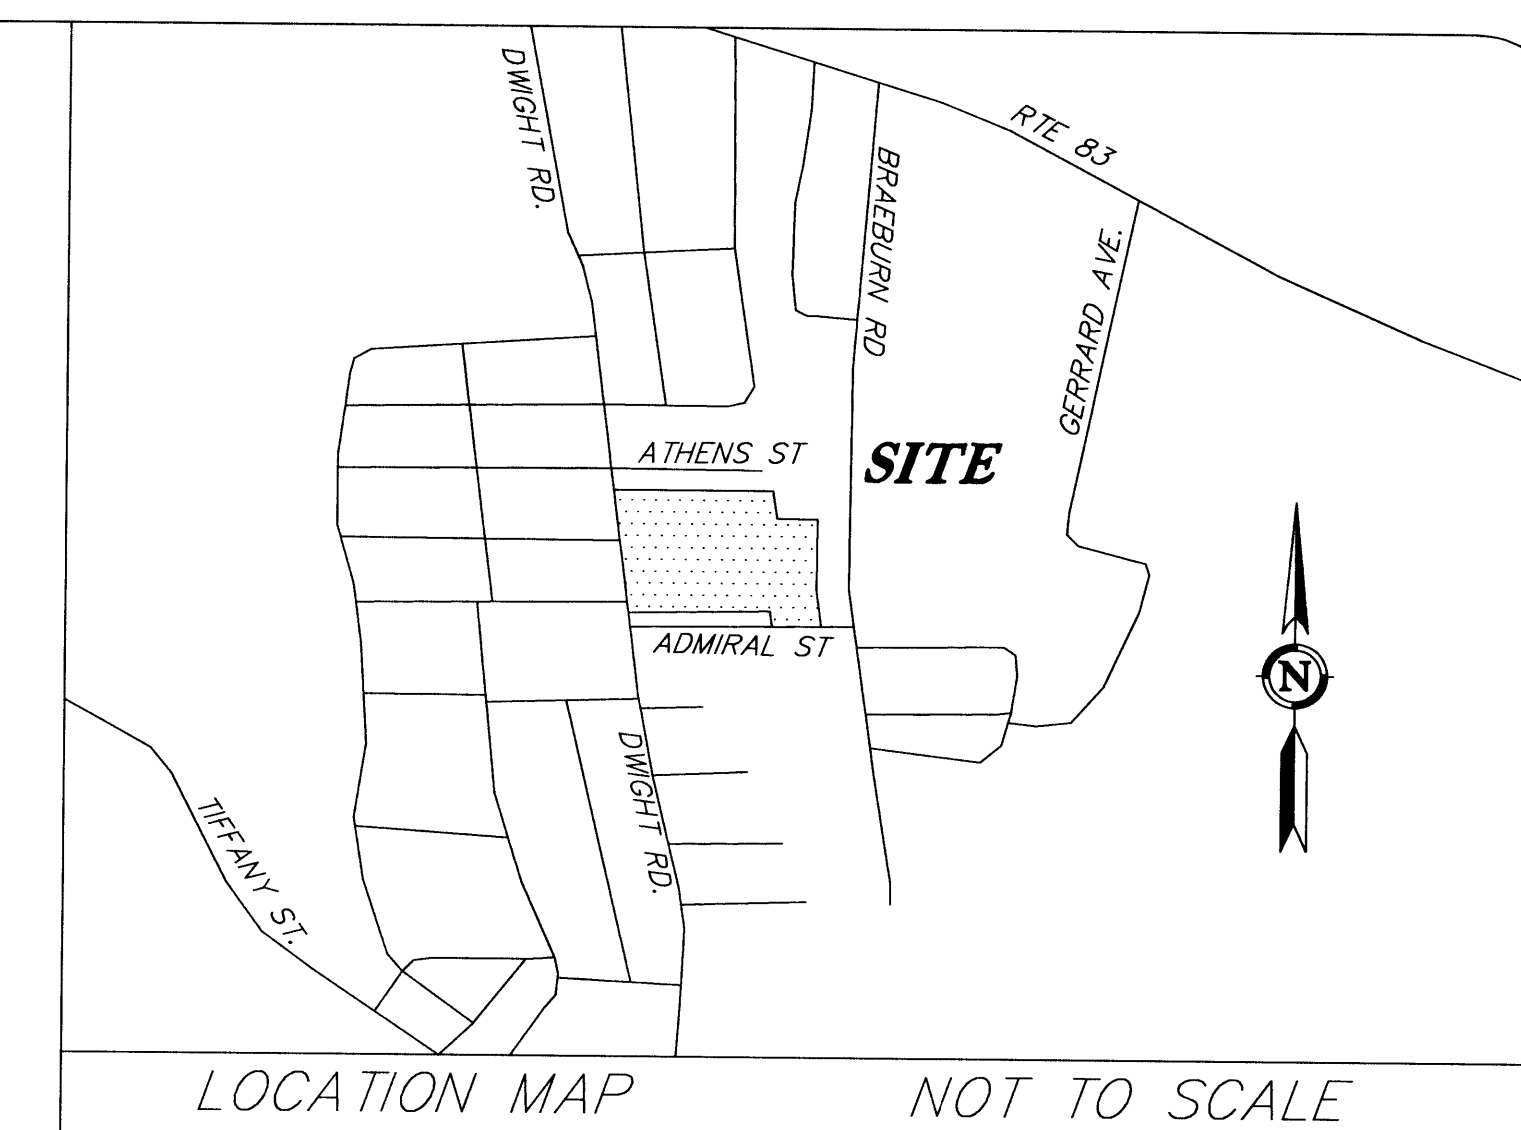 DWIGHT RD.
RTE 83
BRAEBURN RD
GERRARD AVE.
ATHENS ST
SITE
ADMIRAL ST
N
DWIGHT RD.
TIFFANY ST.
LOCATION MAP
NOT TO SCALE